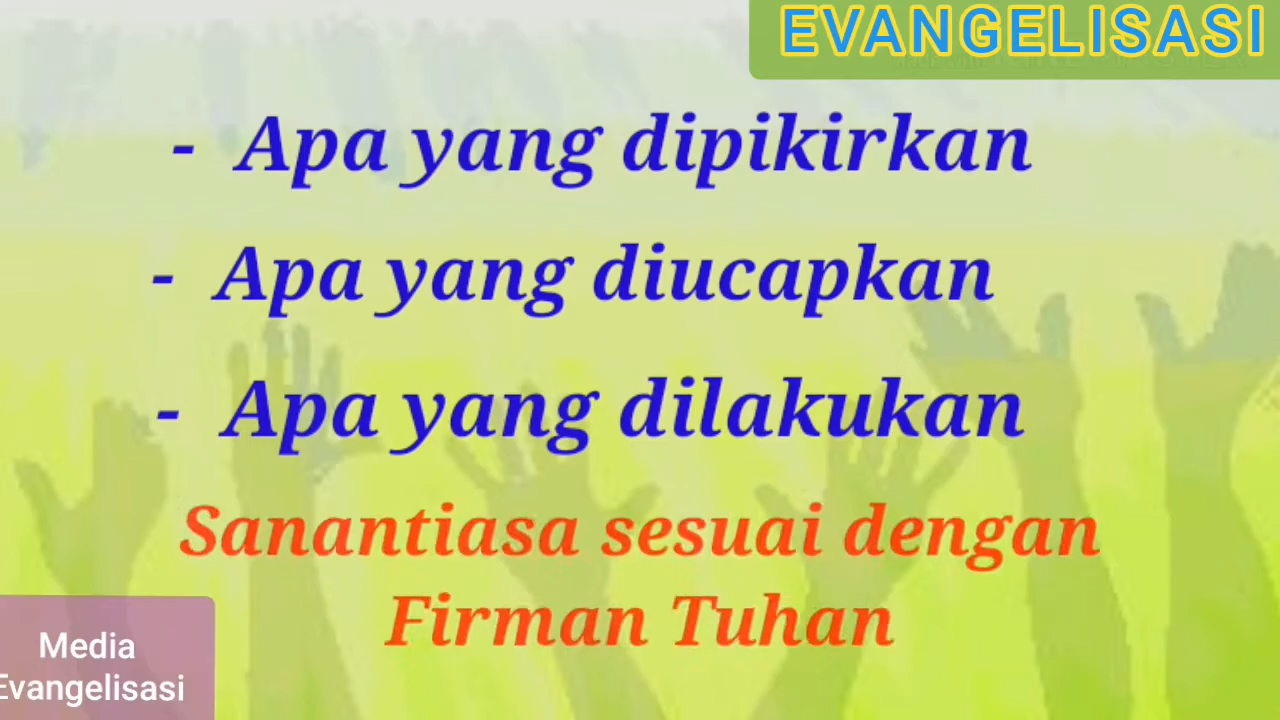 EVANGELISASI
- Apa yang dipikirkan
- Apa yang diucapkan
- Apa yang dilakukan
Sanantiasa sesuai dengan
Firman Tuhan
Media
Evangelisasi